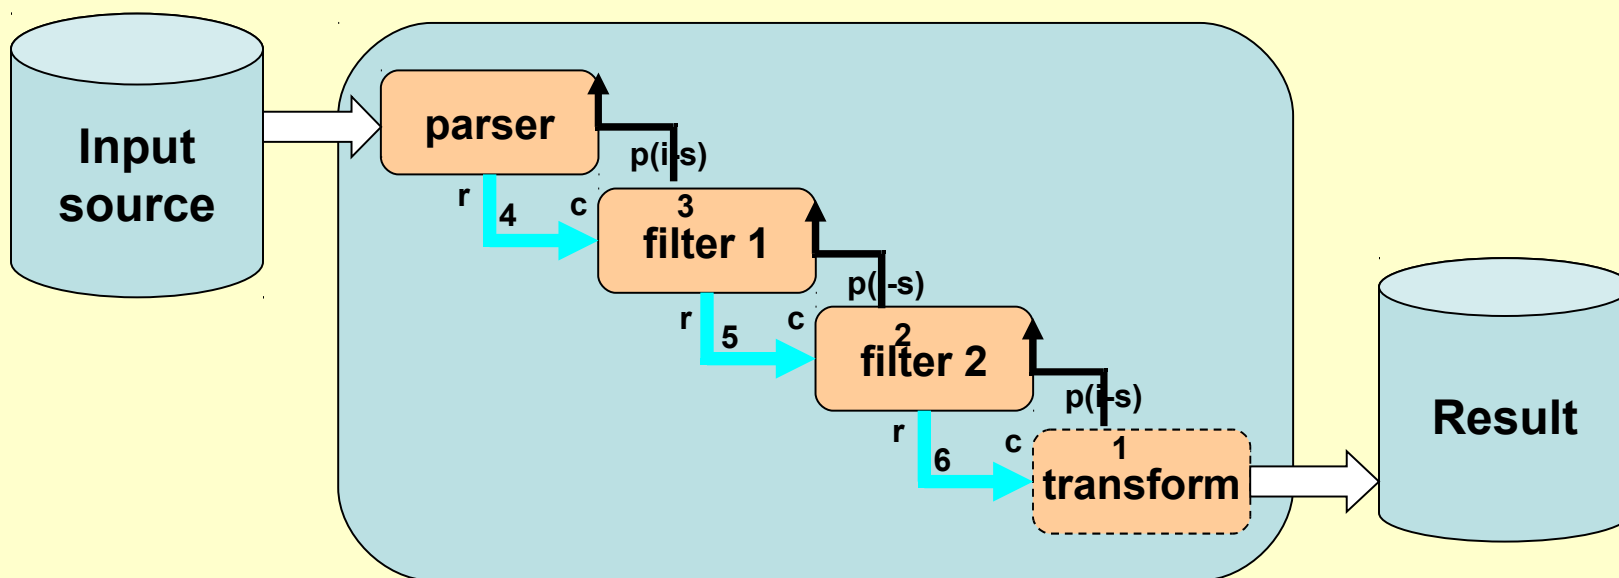 Input
source
parser
p(i-s)
r
4
c
3
filter 1
p(i-s)
r
5
c
2
filter 2
p(i-s)
r
6
c
1
transform
Result